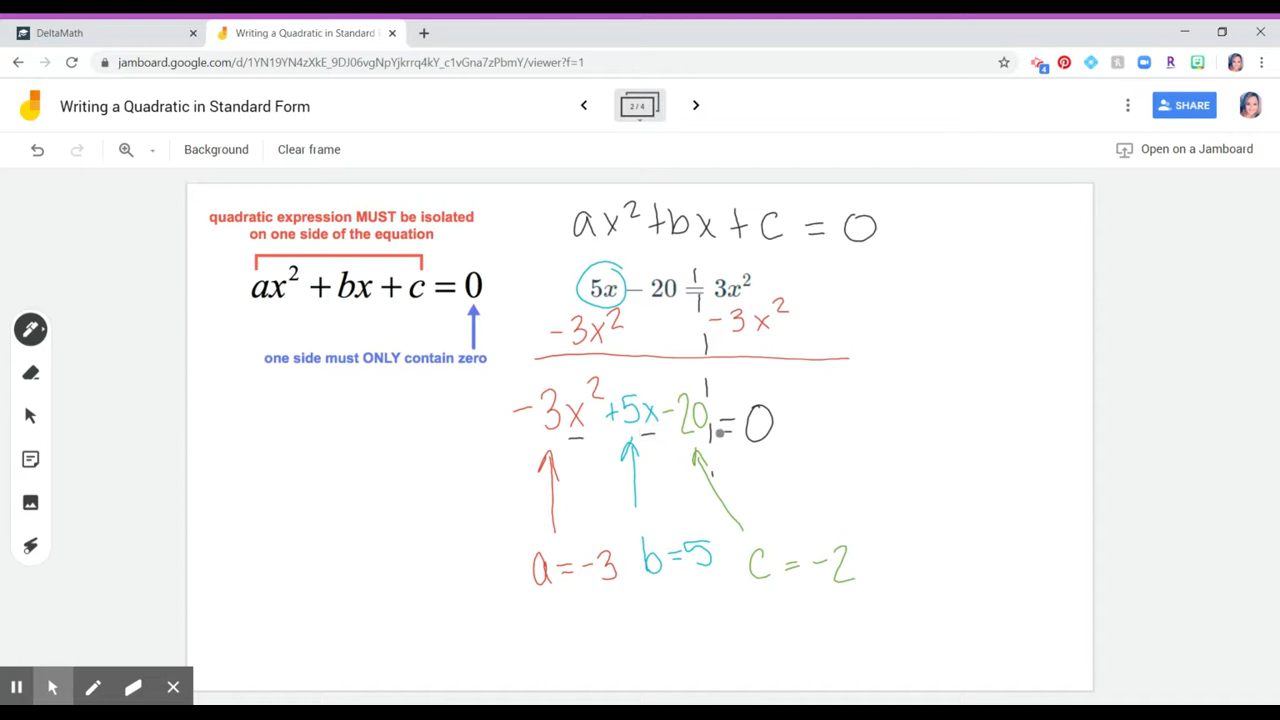 DeltaMath
Writing a Quadratic in Standard F
jamboard.google.com/d/1YN19YN4zXkE_9DJ06vgNpYjkrrq4kY_c1vGna7zPbmY/viewer?f=1
4
R
Writing a Quadratic in Standard Form
2 / 4
SHARE
Background
Clear frame
Open on a Jamboard
quadratic expression MUST be isolated
on one side of the equation
ax² + bx + c = 0
one side must ONLY contain zero
ax² + bx + c = 0
5x − 20 = 3x²
-3x² -3x²
-3x² +5x -20 = 0
a = -3 b = 5 c = -2